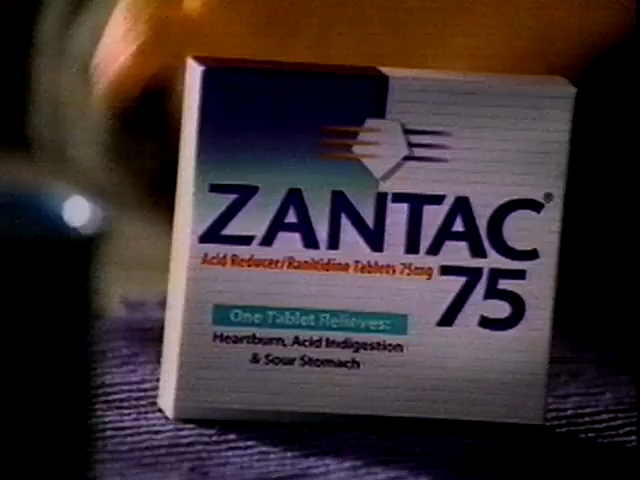 ZANTAC®
Acid Reducer/Ranitidine Tablets 75mg
75
One Tablet Relieves:
Heartburn, Acid Indigestion
& Sour Stomach